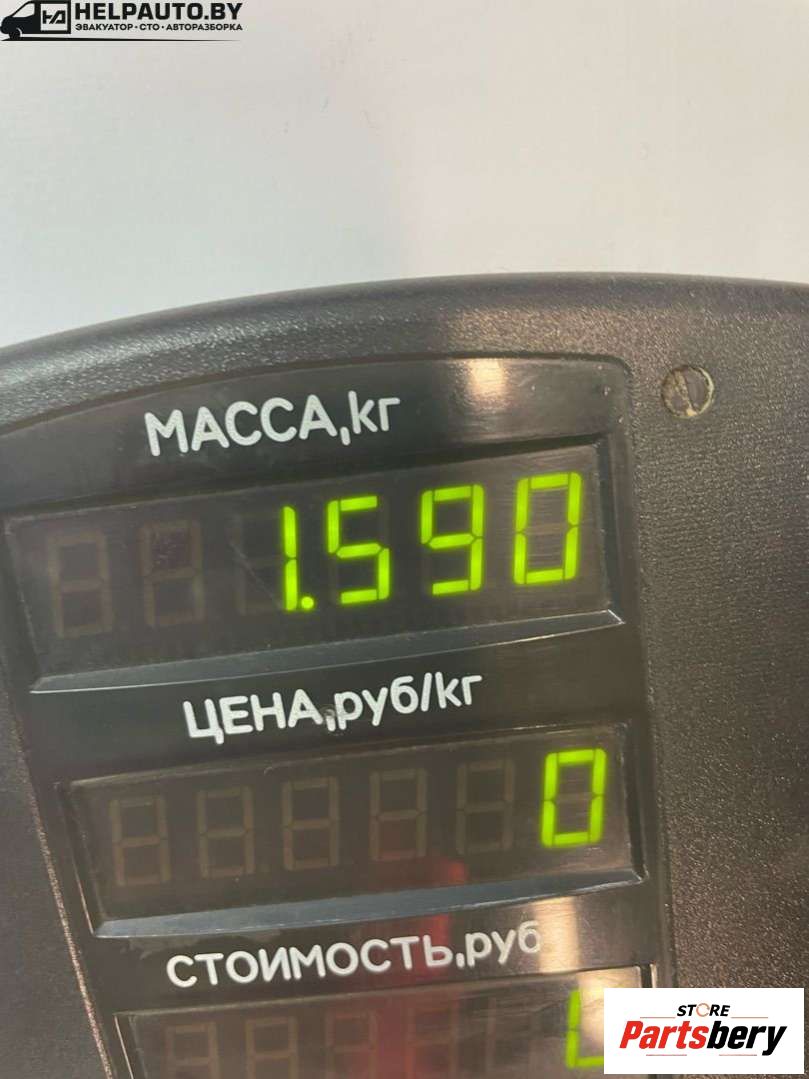 HELPAUTO.BY
ЭВАКУАТОР • СТО • АВТОРАЗБОРКА
МАССА,кг
1.590
ЦЕНА,руб/кг
0
СТОИМОСТЬ,руб
STORE
Partsbery